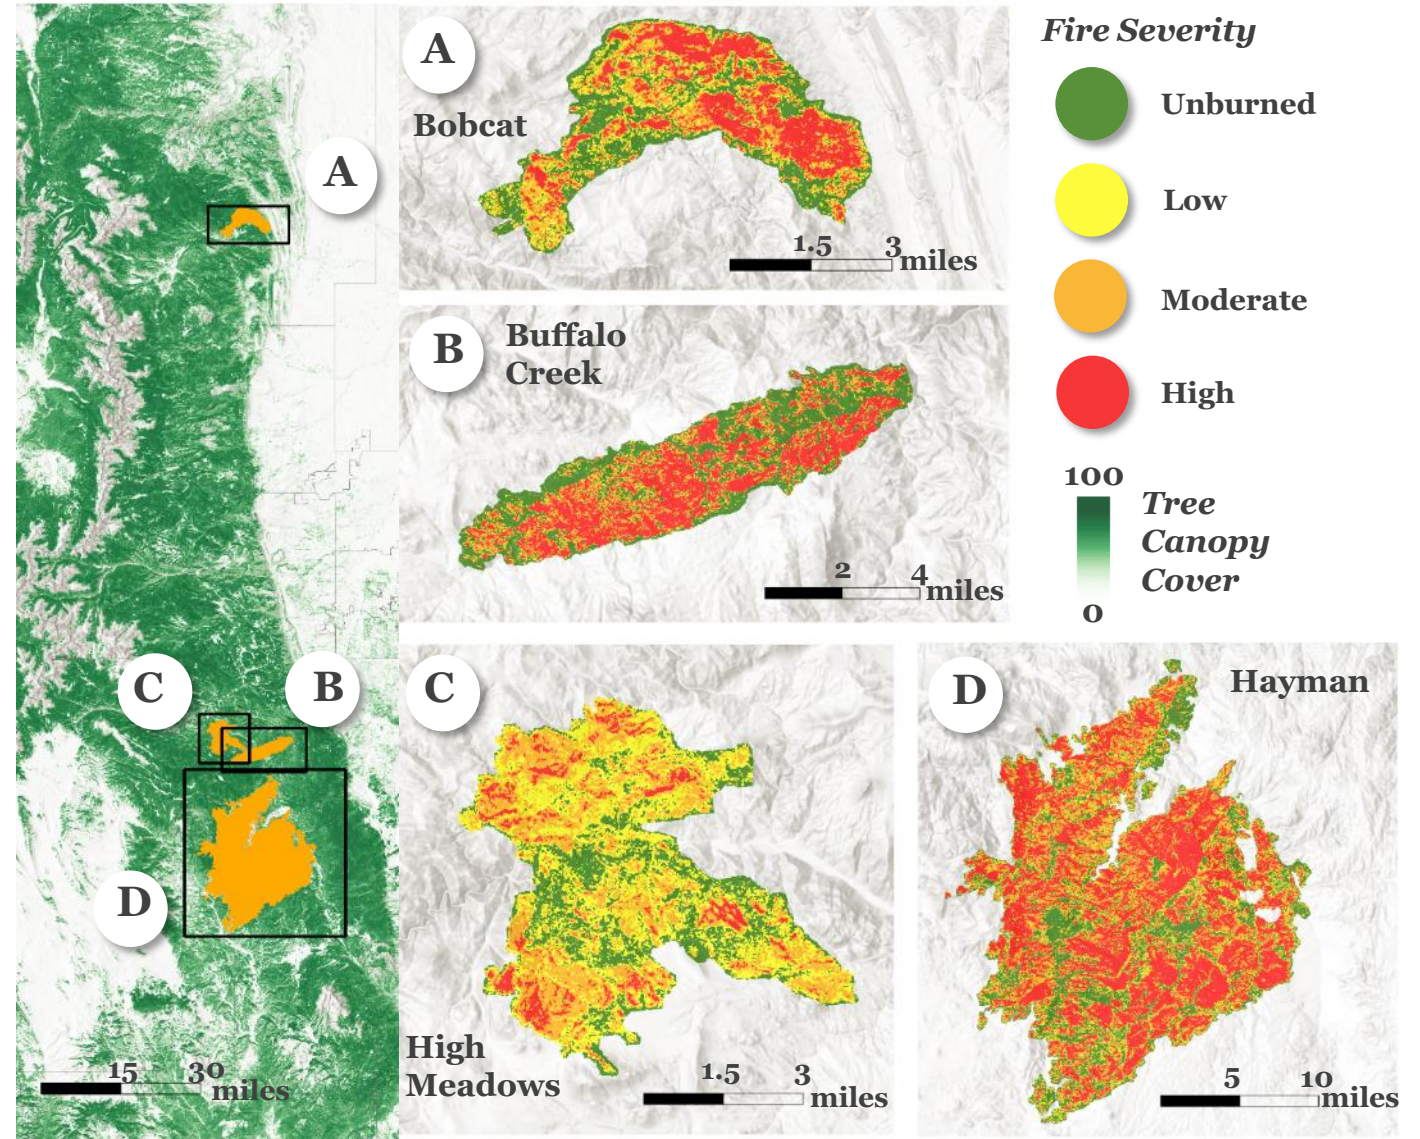 A
C
B
D
15
30
miles
A
Bobcat
1.5
3
miles
B
Buffalo
Creek
2
4
miles
C
High
Meadows
1.5
3
miles
D
Hayman
5
10
miles
Fire Severity
Unburned
Low
Moderate
High
100
Tree
Canopy
Cover
0